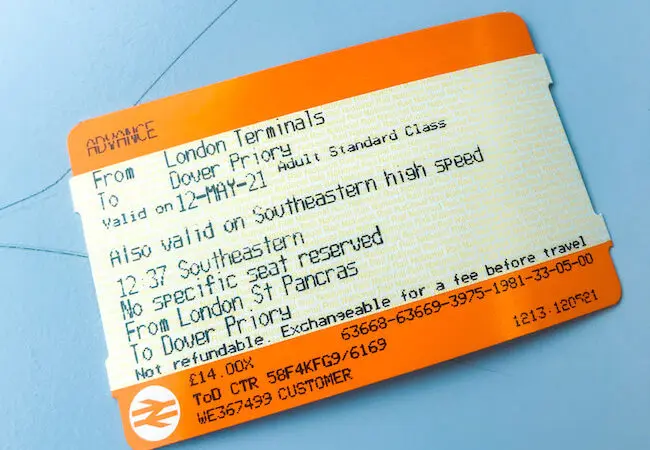 ADVANCE
From London Terminals
To Dover Priory
Valid on 12-MAY-21 Adult Standard Class
Also valid on Southeastern high speed
12:37 Southeastern
No specific seat reserved
From London St Pancras
To Dover Priory
Not refundable. Exchangeable for a fee before travel
£14.00X 63668-63669-3975-1981-33-05-00
ToD CTR 58F4KFG9/6169 1213:120521
WE367499 CUSTOMER